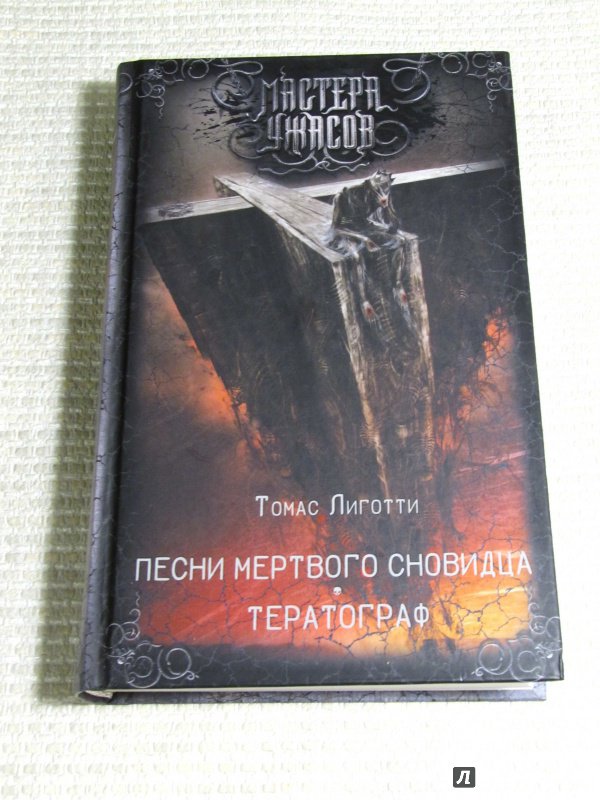 МАСТЕРА
УЖАСОВ
ТОМАС ЛИГОТТИ
ПЕСНИ МЕРТВОГО СНОВИДЦА
ТЕРАТОГРАФ
Л